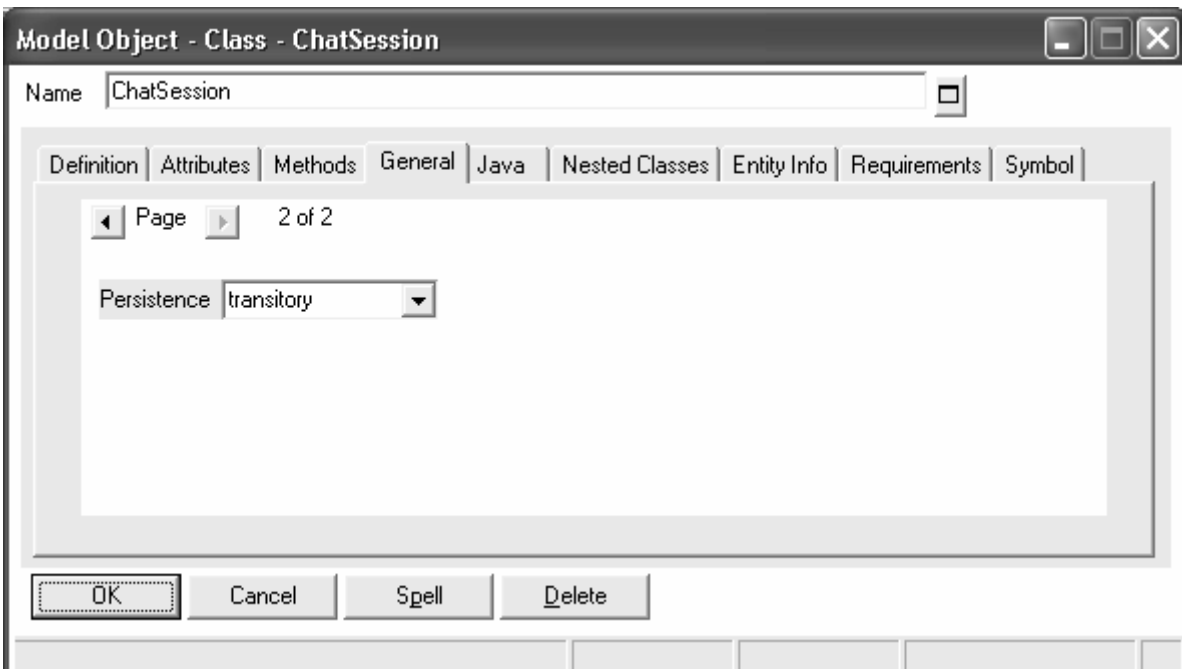 Model Object - Class - ChatSession
Name ChatSession
Definition Attributes Methods General Java Nested Classes Entity Info Requirements Symbol
Page 2 of 2
Persistence transitory
OK Cancel Spell Delete